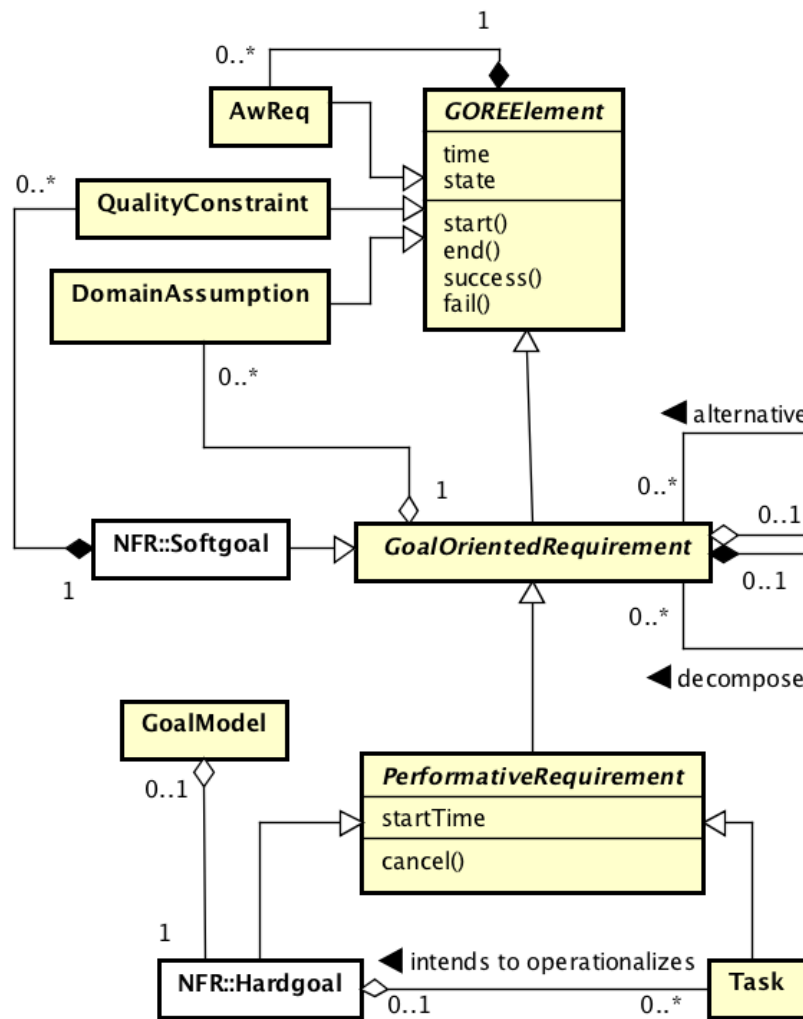 1
0..*
AwReq
GOREElement
time
state
0..*
QualityConstraint
start()
end()
success()
fail()
DomainAssumption
0..*
◀ alternative
1
0..*
0..1
NFR::Softgoal
GoalOrientedRequirement
1
0..1
0..*
◀ decompose
GoalModel
0..1
PerformativeRequirement
startTime
cancel()
1
◀ intends to operationalizes
NFR::Hardgoal
Task
0..1
0..*